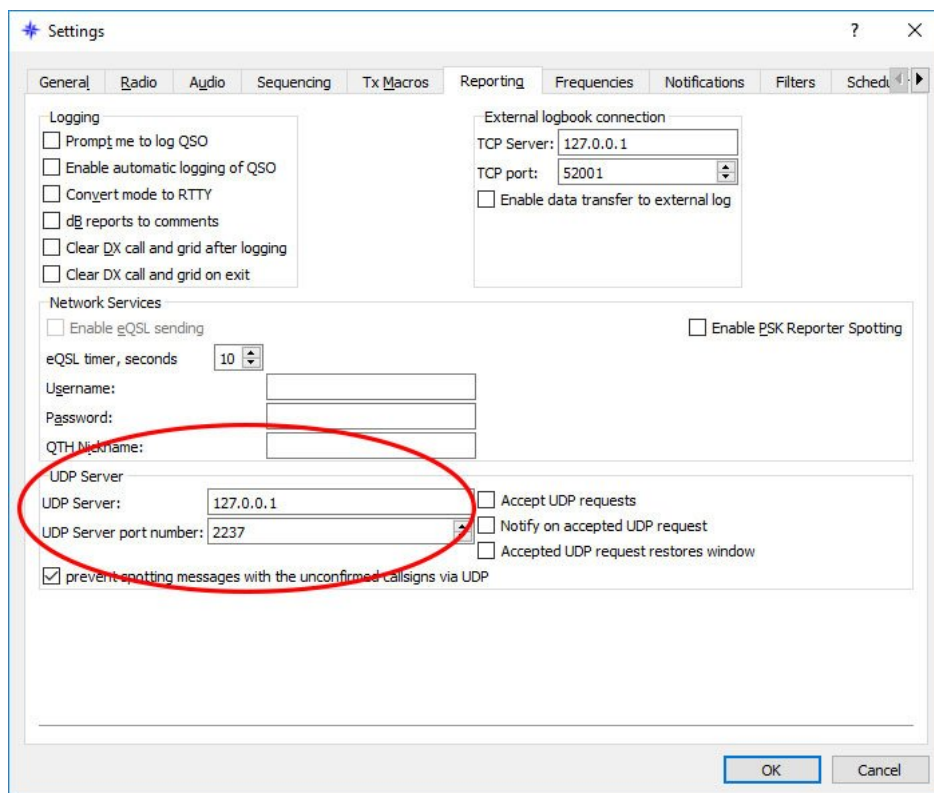 Settings
General Radio Audio Sequencing Tx Macros Reporting Frequencies Notifications Filters
Logging
Prompt me to log QSO
Enable automatic logging of QSO
Convert mode to RTTY
dB reports to comments
Clear DX call and grid after logging
Clear DX call and grid on exit
External logbook connection
TCP Server: 127.0.0.1
TCP port: 52001
Enable data transfer to external log
Network Services
Enable eQSL sending
Enable PSK Reporter Spotting
eQSL timer, seconds 10
Username:
Password:
QTH Nickname:
UDP Server
UDP Server: 127.0.0.1
UDP Server port number: 2237
Accept UDP requests
Notify on accepted UDP request
Accepted UDP request restores window
prevent spotting messages with the unconfirmed callsigns via UDP
OK Cancel